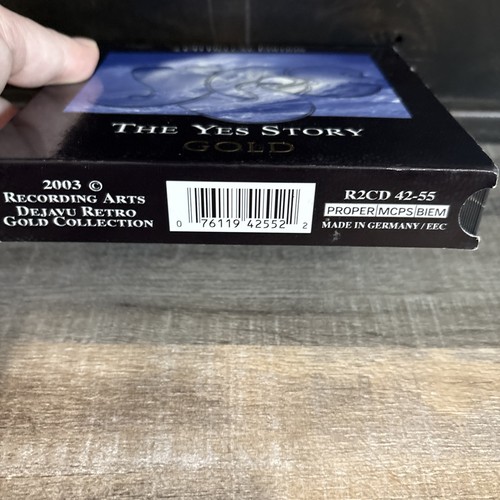 THE YES STORY
GOLD
2003 ©
RECORDING ARTS
DEJAVU RETRO
GOLD COLLECTION
0 76119 42552 2
R2CD 42-55
PROPER MCPS BIEM
MADE IN GERMANY / EEC